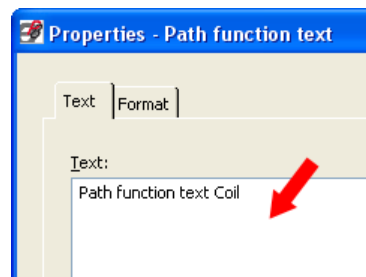 Properties - Path function text
Text Format
Text:
Path function text Coil